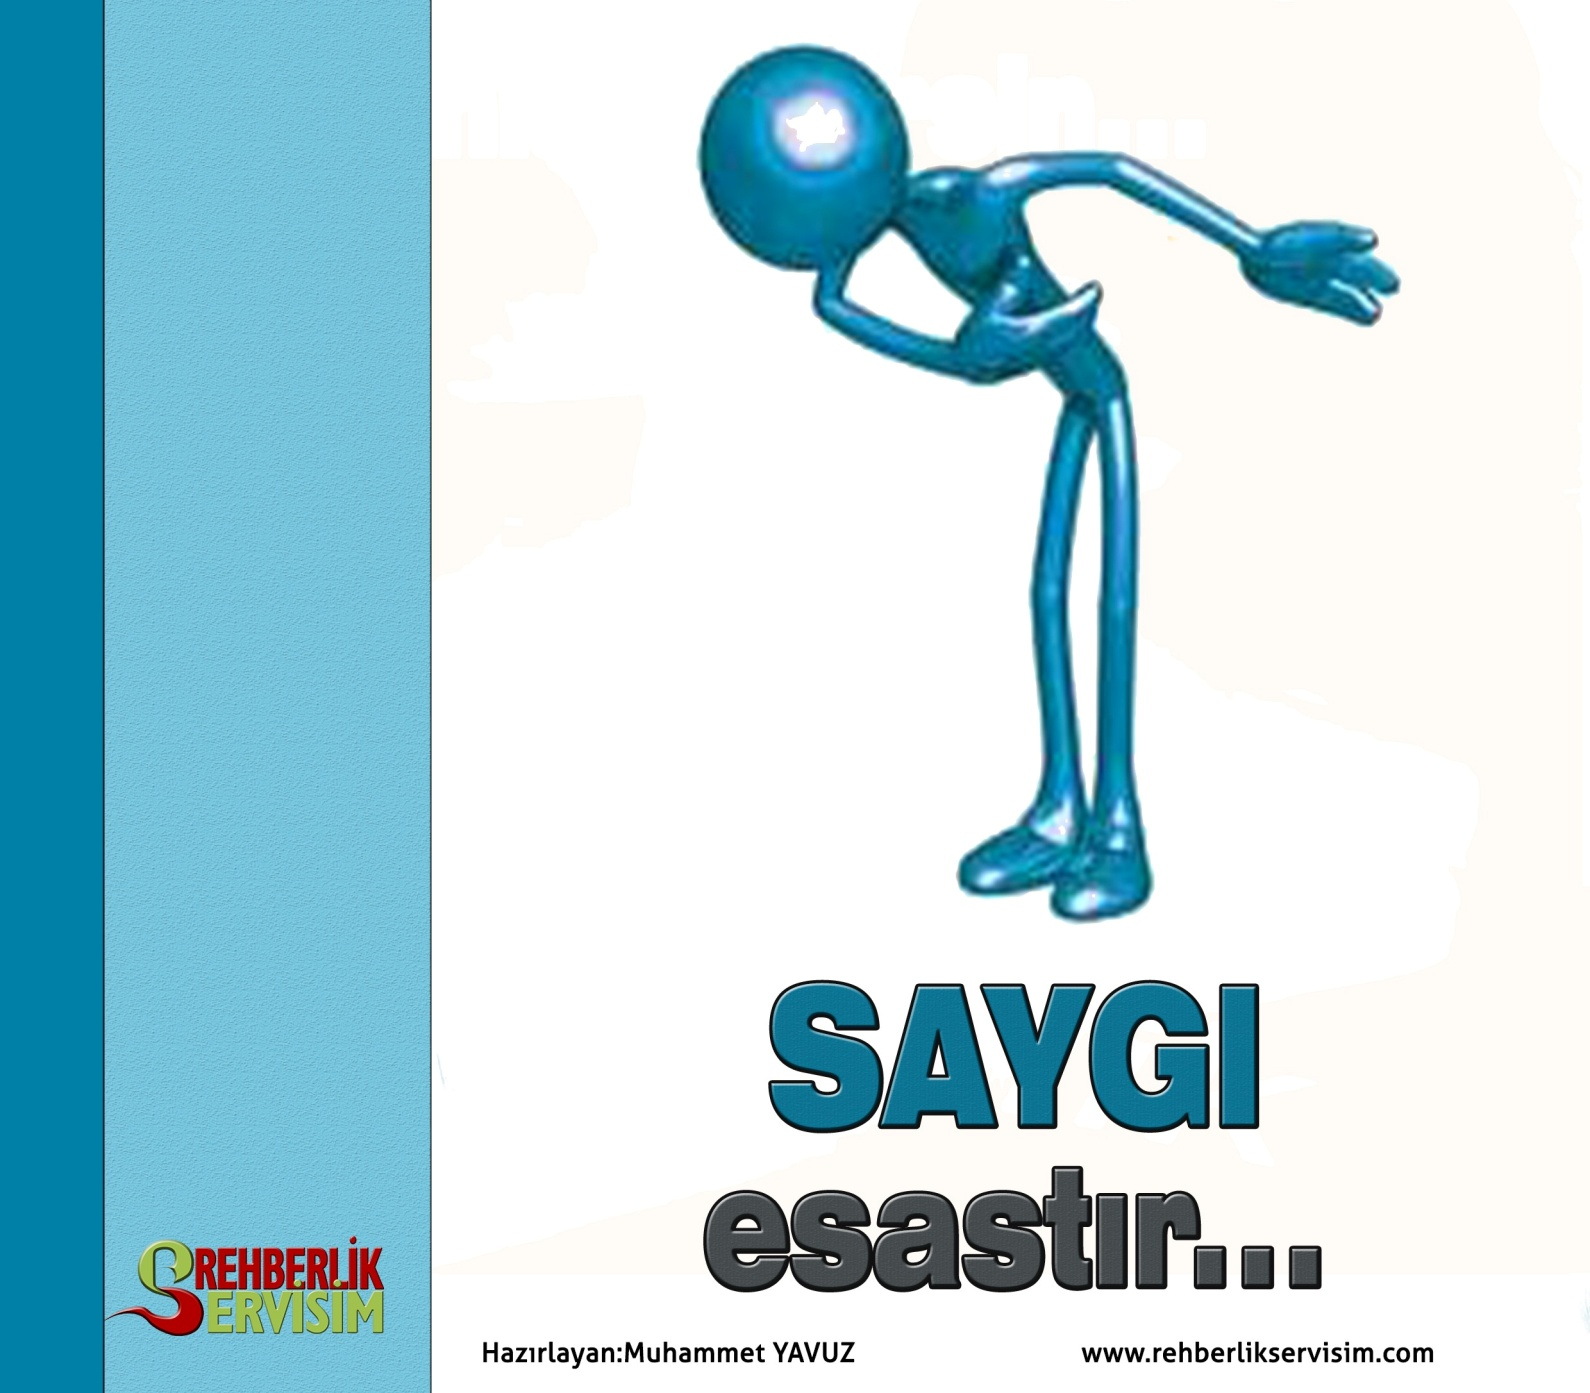 SAYGI
esastır...
REHBERLİK
SERVİSİM
Hazırlayan:Muhammet YAVUZ
www.rehberlikservisim.com